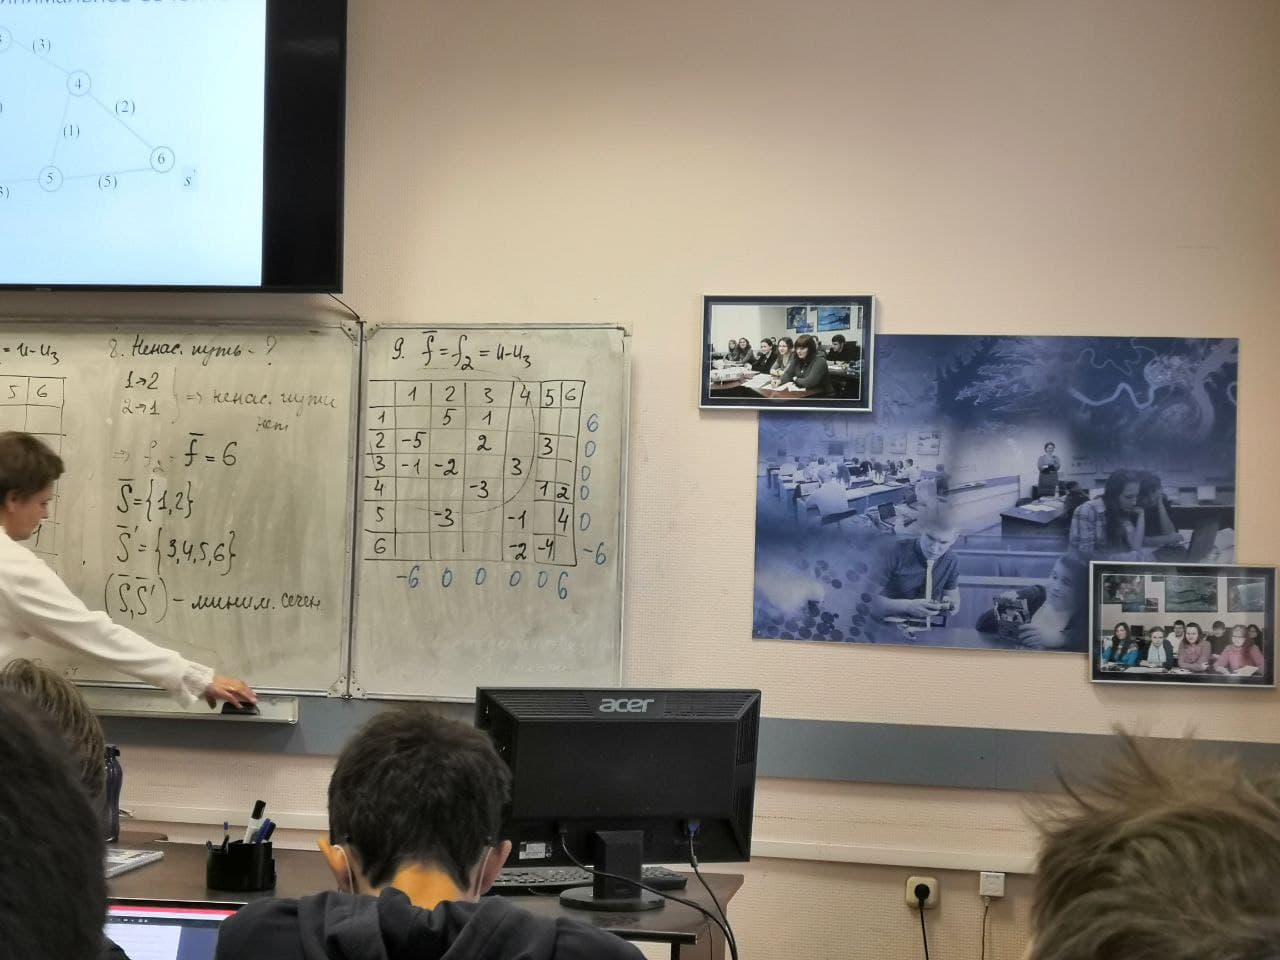 (3)
4
(2)
(1)
6
5
(5)
s'
= u-u₃
5 6
8. Ненас. путь - ?
1→2
2→1
⇒ ненас. пути
нет
⇒ f₂ = f̄ = 6
S̄ = {1,2}
S̄' = {3,4,5,6}
(S̄, S̄') - миним. сечен.
9. f̄ = f₂ = u-u₃
1 2 3 4 5 6
1 5 1 6
2 -5 2 3 0
3 -1 -2 3 0
4 -3 1 2 0
5 -3 -1 4 0
6 -2 -4 -6
-6 0 0 0 0 6
acer